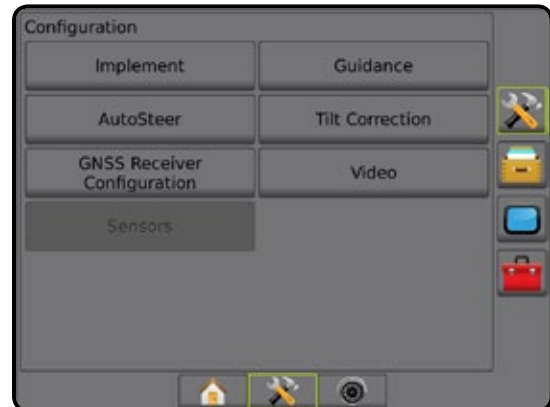 Configuration
Implement
Guidance
AutoSteer
Tilt Correction
GNSS Receiver
Configuration
Video
Sensors